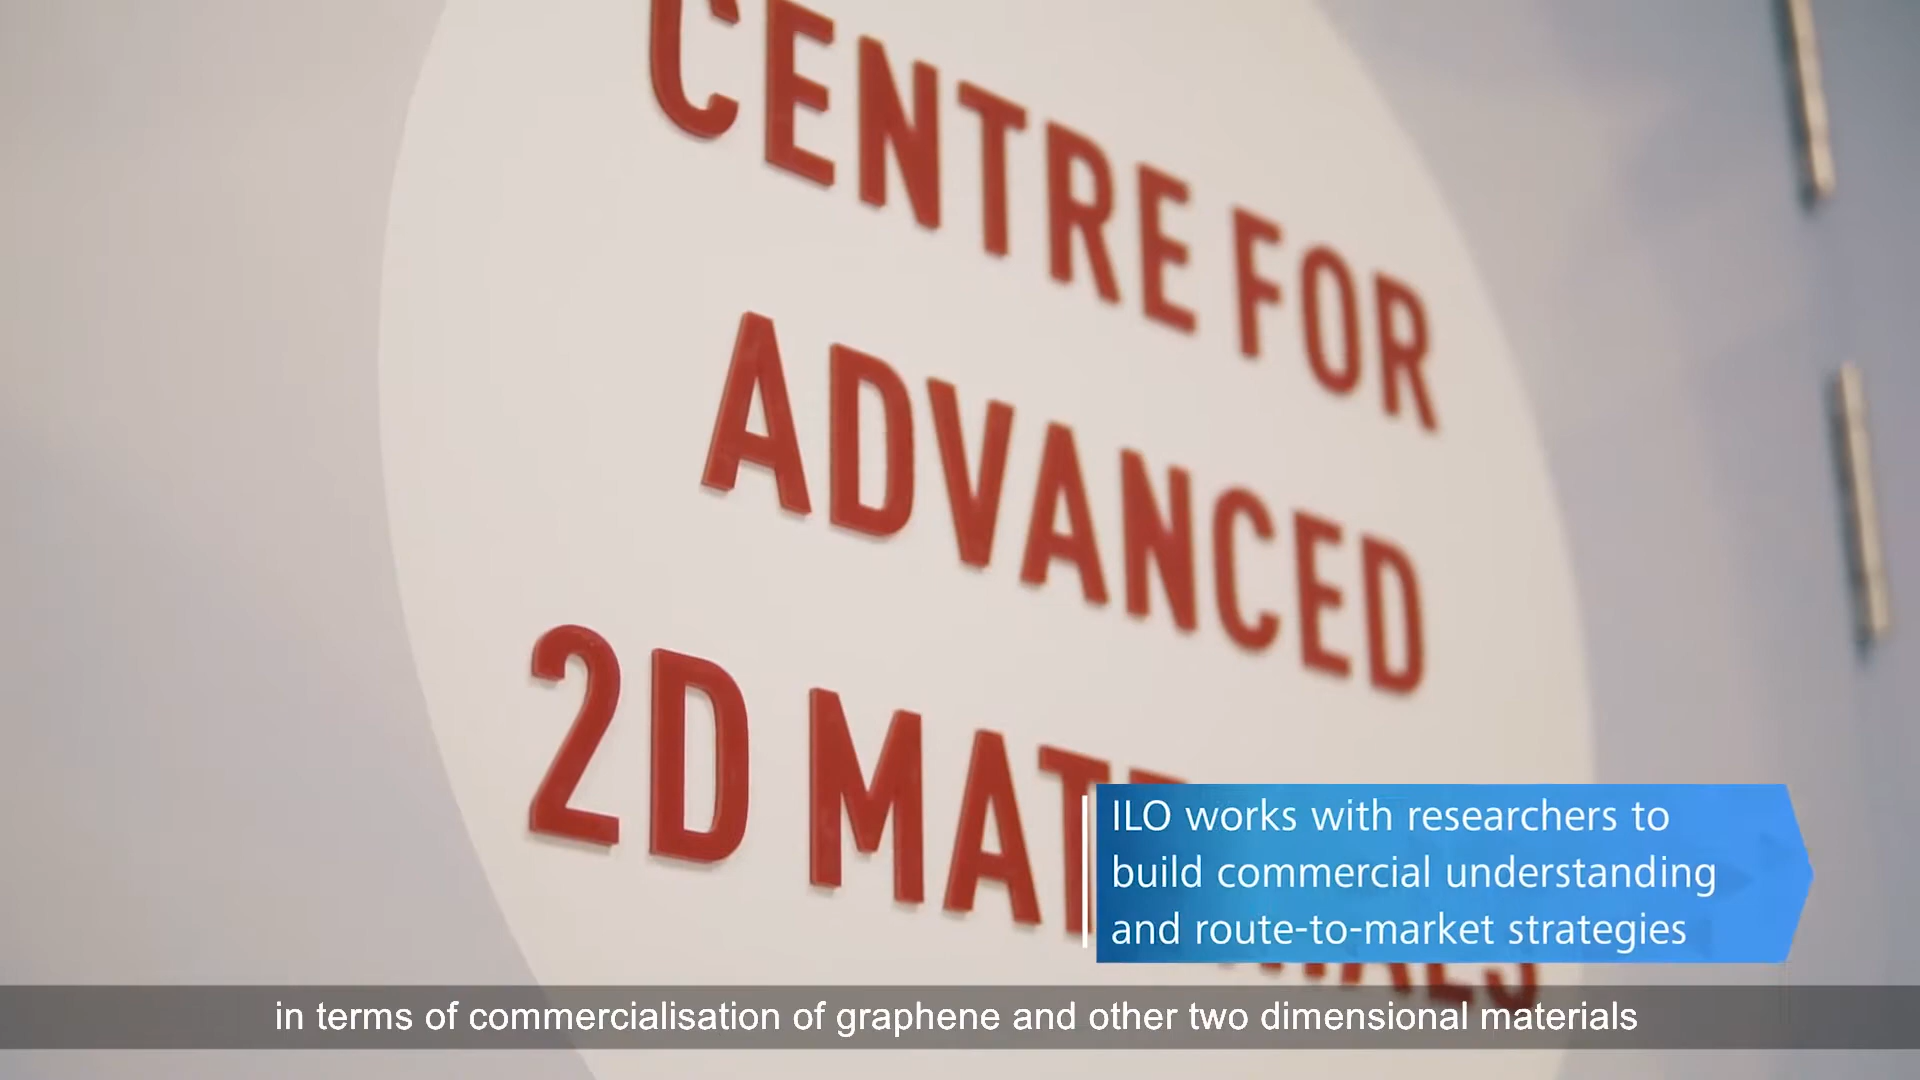 CENTRE FOR
ADVANCED
2D MATERIALS
ILO works with researchers to
build commercial understanding
and route-to-market strategies
in terms of commercialisation of graphene and other two dimensional materials